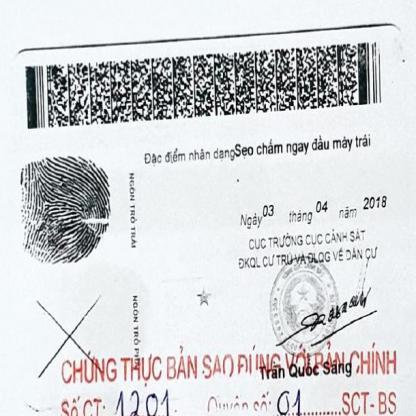 Đặc điểm nhân dạng Seo chấm ngay đầu mày trái
NGÓN TRỎ TRÁI
Ngày 03 tháng 04 năm 2018
CỤC TRƯỞNG CỤC CẢNH SÁT
ĐKQL CƯ TRÚ VÀ DLQG VỀ DÂN CƯ
NGÓN TRỎ
Trần Quốc Sáng
CHỨNG THỰC BẢN SAO ĐÚNG VỚI BẢN CHÍNH
Số CT: 1201. Quyển số: 01 SCT-BS